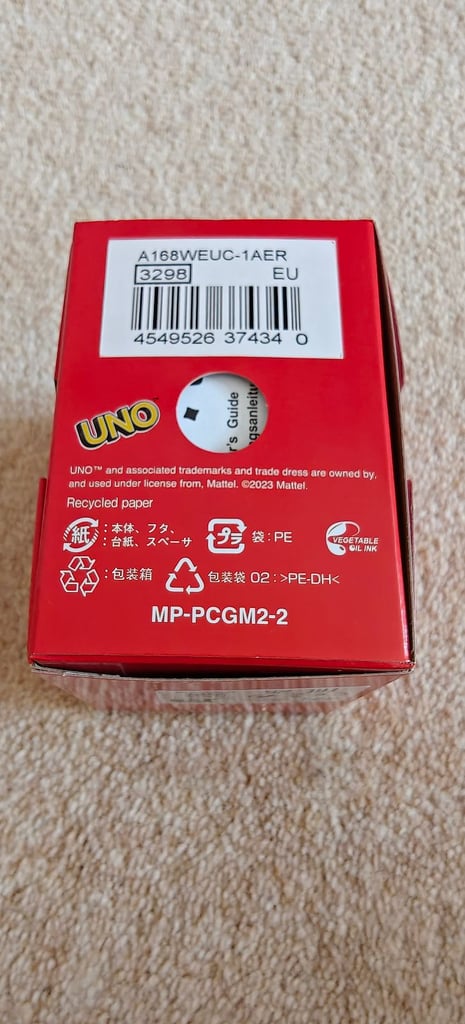 A168WEUC-1AER
3298 EU
4549526 37434 0
r's Guide
gsanleitu
UNO™
UNO™ and associated trademarks and trade dress are owned by,
and used under license from, Mattel. ©2023 Mattel.
Recycled paper
紙 : 本体、フタ、
: 台紙、スペーサ
プラ 袋 : PE
VEGETABLE
OIL INK
: 包装箱
包装袋 02 : >PE-DH<
MP-PCGM2-2